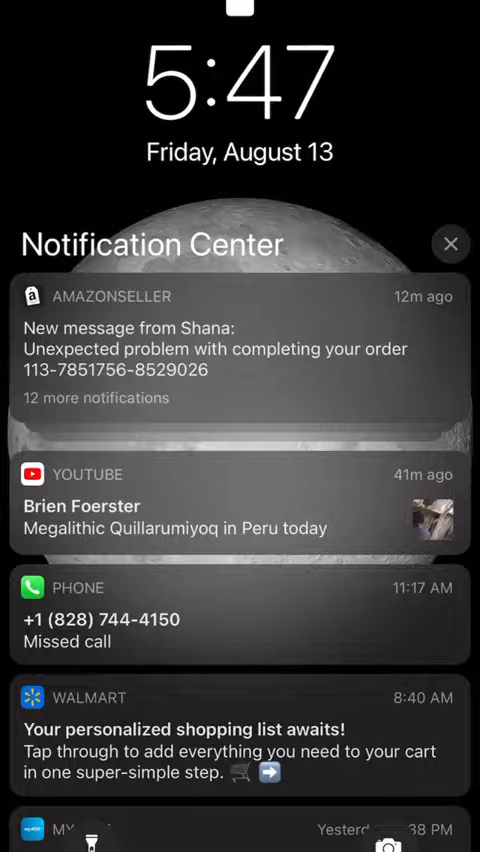 5:47
Friday, August 13
Notification Center
AMAZONSELLER 12m ago
New message from Shana:
Unexpected problem with completing your order
113-7851756-8529026
12 more notifications
YOUTUBE 41m ago
Brien Foerster
Megalithic Quillarumiyoq in Peru today
PHONE 11:17 AM
+1 (828) 744-4150
Missed call
WALMART 8:40 AM
Your personalized shopping list awaits!
Tap through to add everything you need to your cart
in one super-simple step. 🛒 ➡️